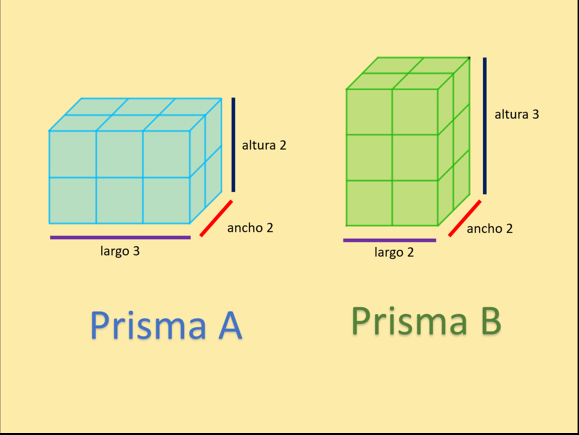 altura 2
ancho 2
largo 3
Prisma A
altura 3
ancho 2
largo 2
Prisma B